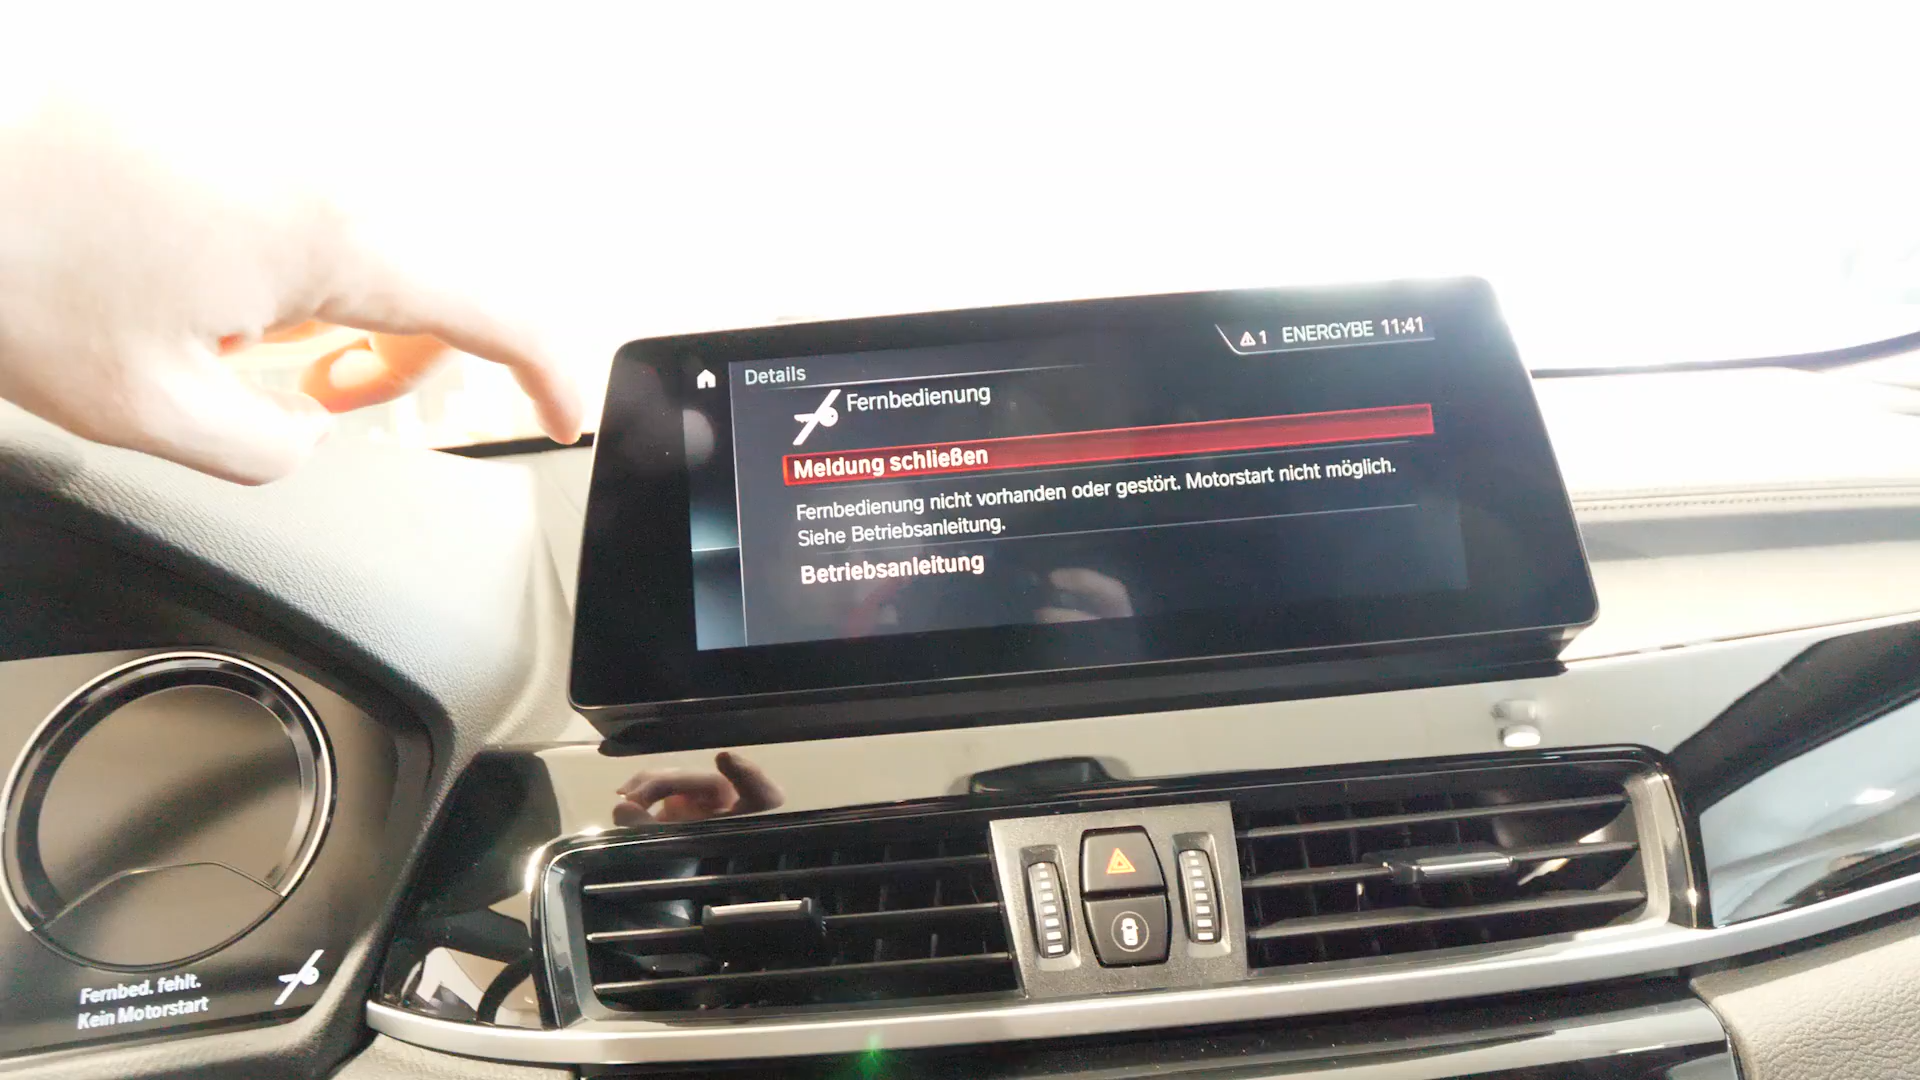 ⚠1 ENERGYBE 11:41
Details
Fernbedienung
Meldung schließen
Fernbedienung nicht vorhanden oder gestört. Motorstart nicht möglich.
Siehe Betriebsanleitung.
Betriebsanleitung
Fernbed. fehlt.
Kein Motorstart